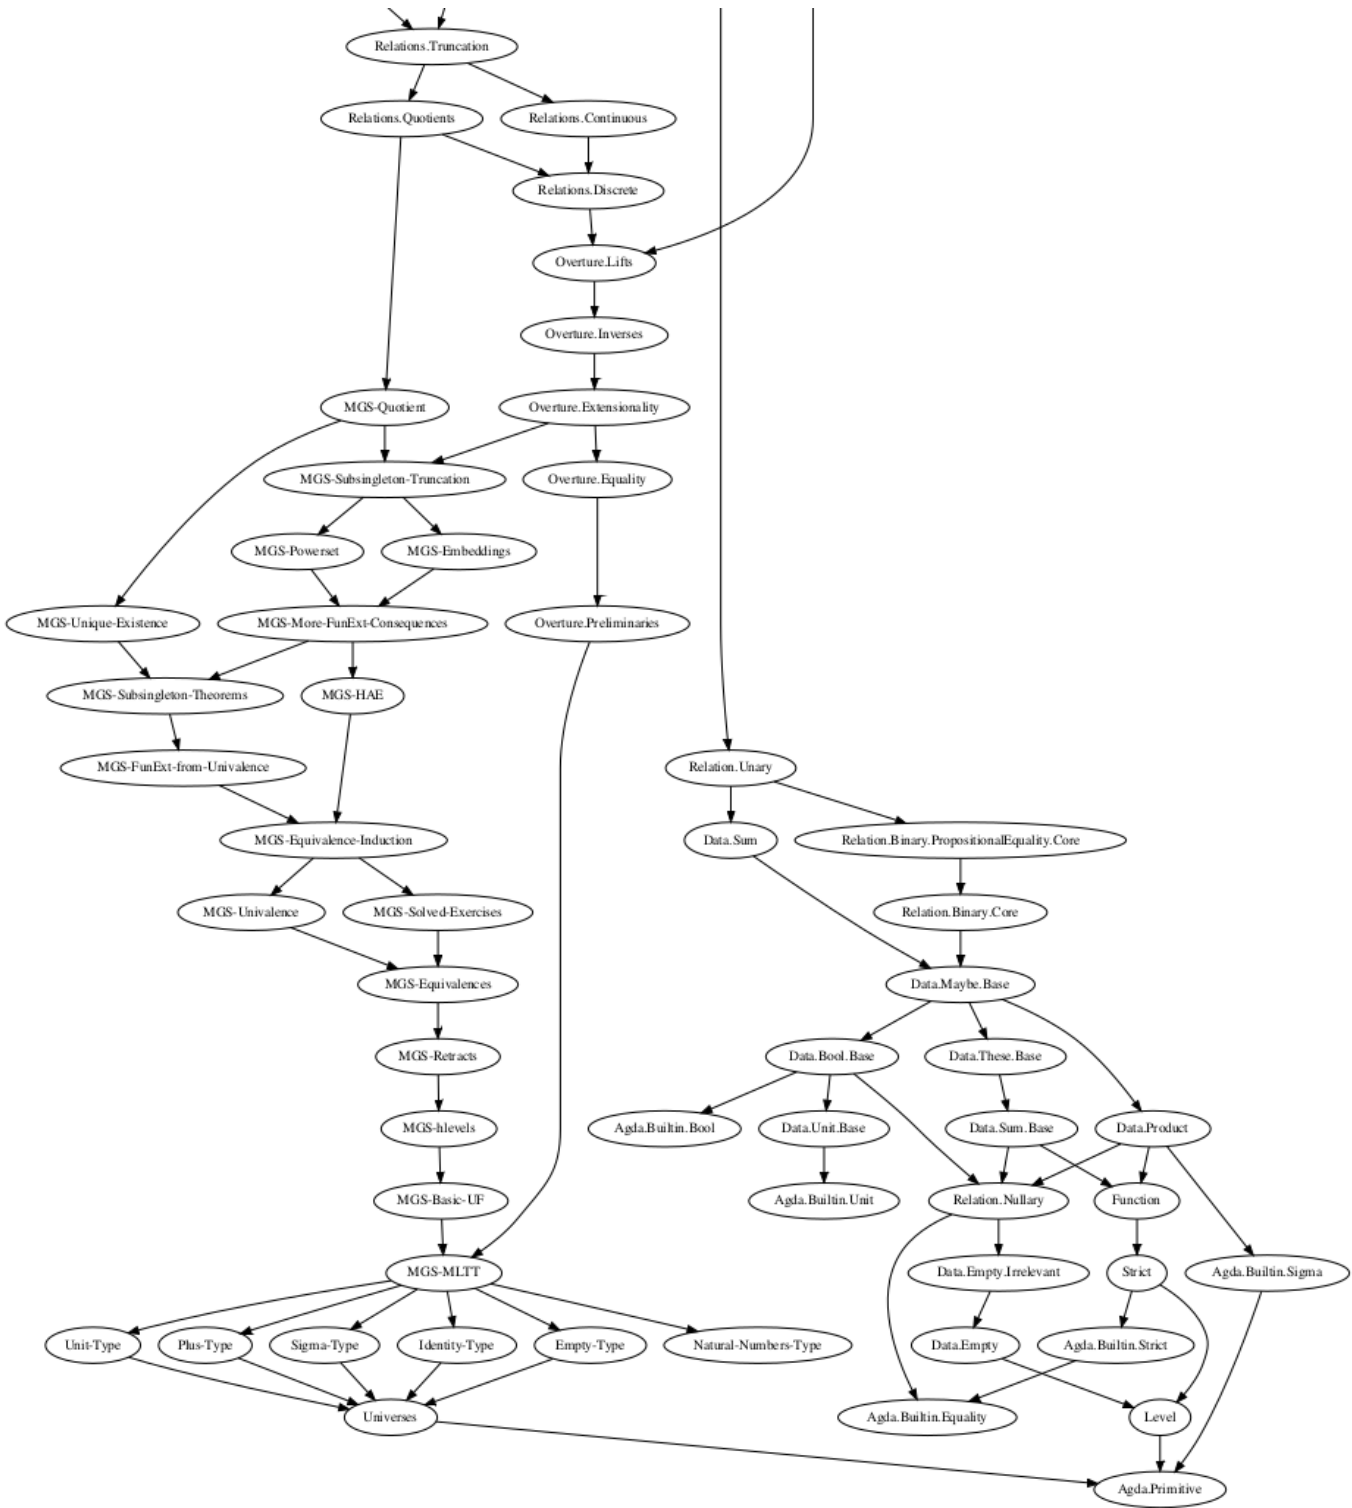 Relations.Truncation
Relations.Quotients
Relations.Continuous
Relations.Discrete
Overture.Lifts
Overture.Inverses
MGS-Quotient
Overture.Extensionality
MGS-Subsingleton-Truncation
Overture.Equality
MGS-Powerset
MGS-Embeddings
MGS-Unique-Existence
MGS-More-FunExt-Consequences
Overture.Preliminaries
MGS-Subsingleton-Theorems
MGS-HAE
MGS-FunExt-from-Univalence
Relation.Unary
MGS-Equivalence-Induction
Data.Sum
Relation.Binary.PropositionalEquality.Core
MGS-Univalence
MGS-Solved-Exercises
Relation.Binary.Core
MGS-Equivalences
Data.Maybe.Base
MGS-Retracts
Data.Bool.Base
Data.These.Base
MGS-hlevels
Agda.Builtin.Bool
Data.Unit.Base
Data.Sum.Base
Data.Product
MGS-Basic-UF
Agda.Builtin.Unit
Relation.Nullary
Function
MGS-MLTT
Data.Empty.Irrelevant
Strict
Agda.Builtin.Sigma
Unit-Type
Plus-Type
Sigma-Type
Identity-Type
Empty-Type
Natural-Numbers-Type
Data.Empty
Agda.Builtin.Strict
Universes
Agda.Builtin.Equality
Level
Agda.Primitive